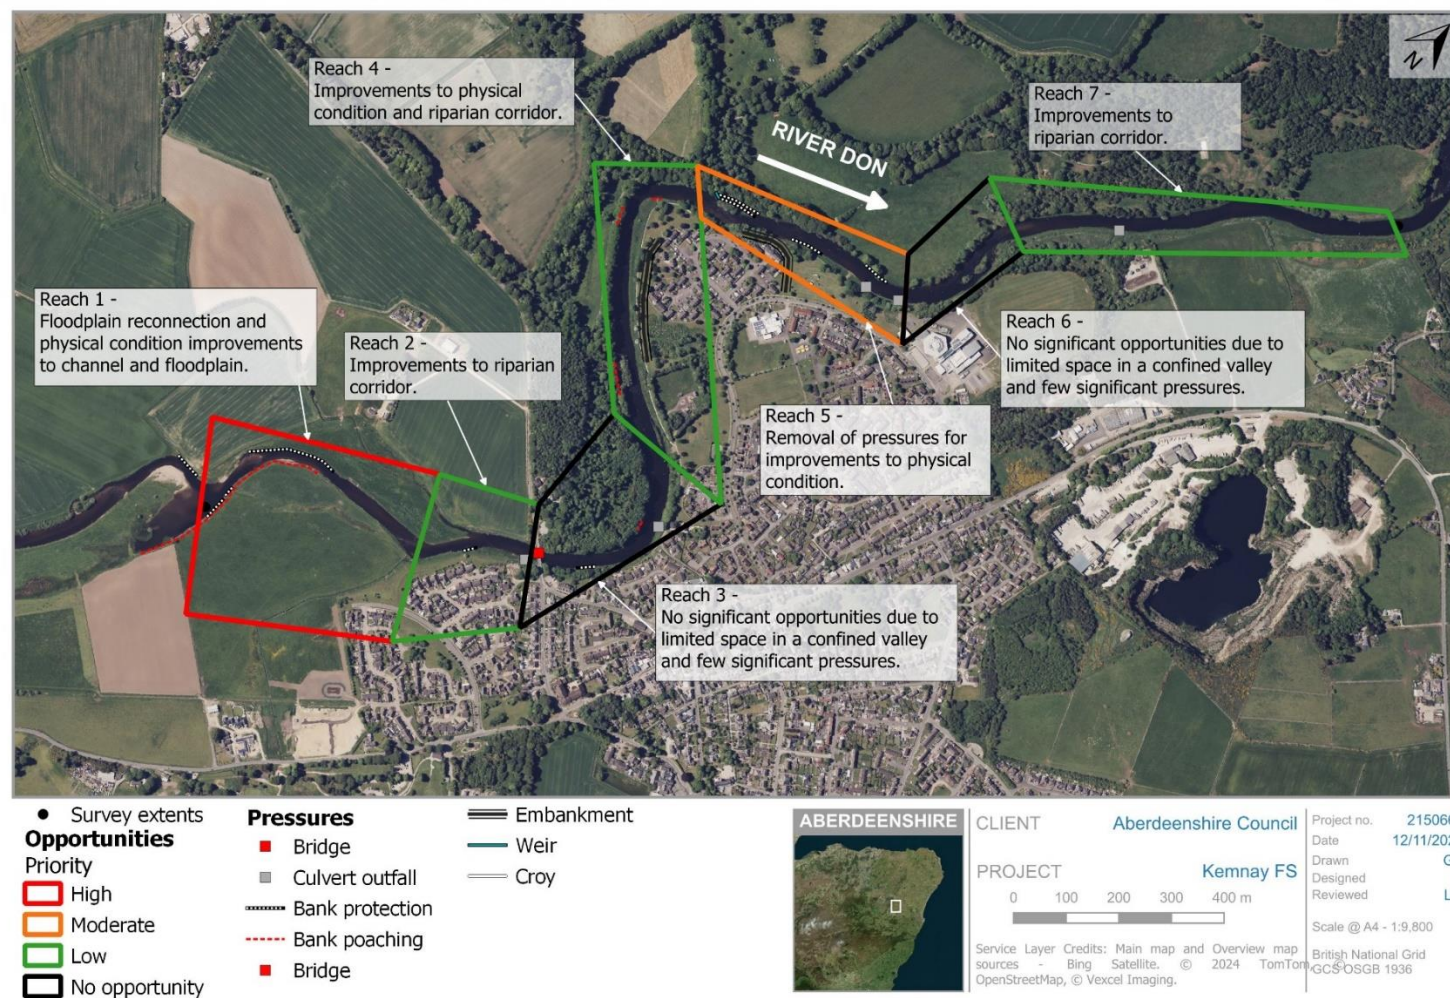 Reach 4 -
Improvements to physical
condition and riparian corridor.
RIVER DON
Reach 7 -
Improvements to
riparian corridor.
N
Reach 1 -
Floodplain reconnection and
physical condition improvements
to channel and floodplain.
Reach 2 -
Improvements to riparian
corridor.
Reach 6 -
No significant opportunities due to
limited space in a confined valley
and few significant pressures.
Reach 5 -
Removal of pressures for
improvements to physical
condition.
Reach 3 -
No significant opportunities due to
limited space in a confined valley
and few significant pressures.
Survey extents
Opportunities
Priority
High
Moderate
Low
No opportunity
Pressures
Bridge
Culvert outfall
Bank protection
Bank poaching
Bridge
Embankment
Weir
Croy
ABERDEENSHIRE
CLIENT Aberdeenshire Council
PROJECT Kemnay FS
0 100 200 300 400 m
Service Layer Credits: Main map and Overview map
sources - Bing Satellite. © 2024 TomTom, ©
OpenStreetMap, © Vexcel Imaging.
Project no.
Date
Drawn
Designed
Reviewed
Scale @ A4 - 1:9,800
British National Grid
GCS OSGB 1936